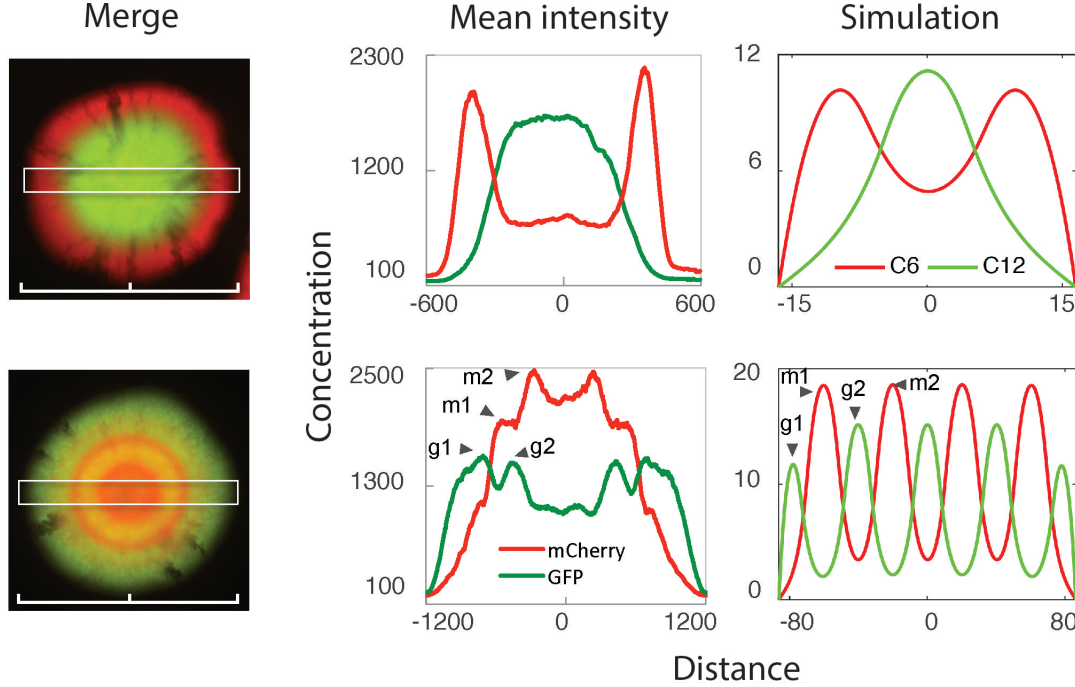 Merge
Mean intensity
Simulation
Concentration
2300
1200
100
-600 0 600
12
6
0
C6 C12
-15 0 15
2500
1300
100
m2
m1
g1
g2
mCherry
GFP
-1200 0 1200
20
10
0
m1
g2
m2
g1
-80 0 80
Distance